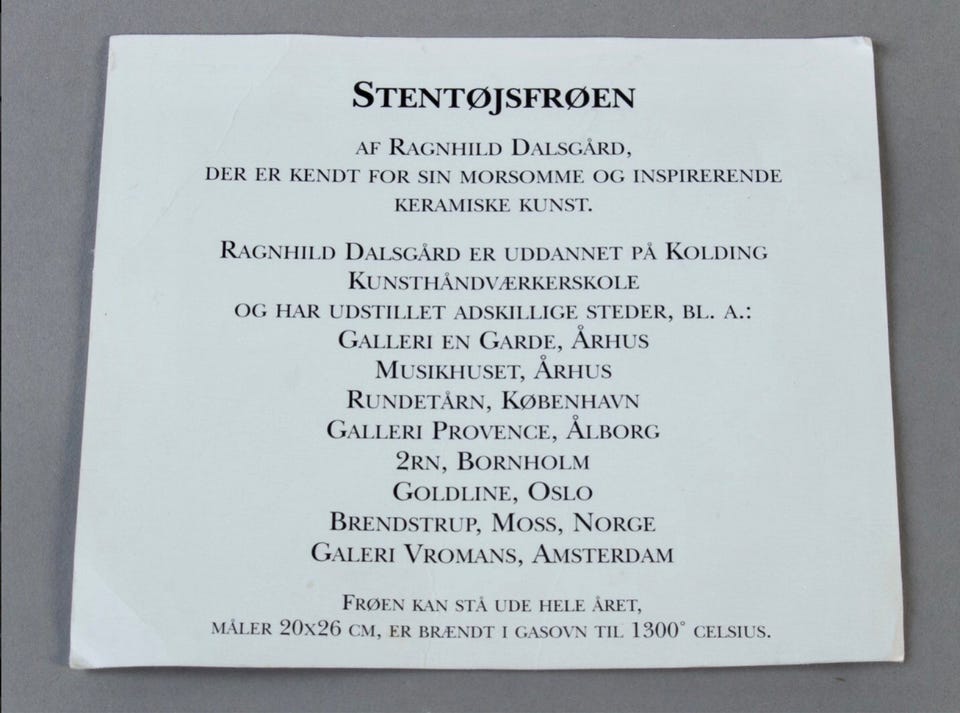 Stentøjsfrøen
af Ragnhild Dalsgård,
der er kendt for sin morsomme og inspirerende
keramiske kunst.
Ragnhild Dalsgård er uddannet på Kolding
Kunsthåndværkerskole
og har udstillet adskillige steder, bl. a.:
Galleri en Garde, Århus
Musikhuset, Århus
Rundetårn, København
Galleri Provence, Ålborg
2rn, Bornholm
Goldline, Oslo
Brendstrup, Moss, Norge
Galeri Vromans, Amsterdam
Frøen kan stå ude hele året,
måler 20x26 cm, er brændt i gasovn til 1300° celsius.